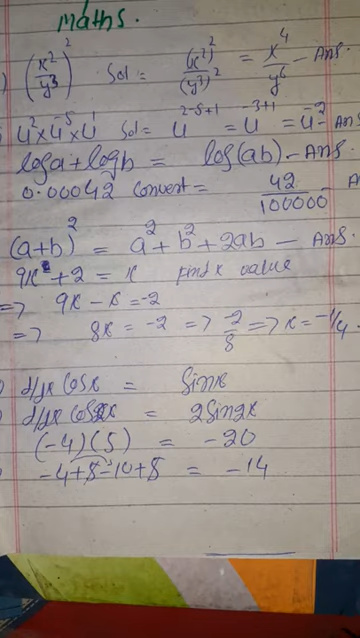 Maths.
(x²/y³)² Sol = (x²)²/(y³)² = x⁴/y⁶ - Ans.
4² × 4⁻⁵ × 4¹ Sol = 4²⁻⁵⁺¹ = 4⁻³⁺¹ = 4⁻² - Ans.
log a + log b = log(ab) - Ans.
0.00042 Convert = 42/100000 - A
(a+b)² = a² + b² + 2ab - Ans.
9x + 2 = x find x value
=> 9x - x = -2
=> 8x = -2 => -2/8 => x = -1/4
d/dx cosx = sinx
d/dx cos2x = 2sin2x
(-4)(5) = -20
-4+8-10+8 = -14